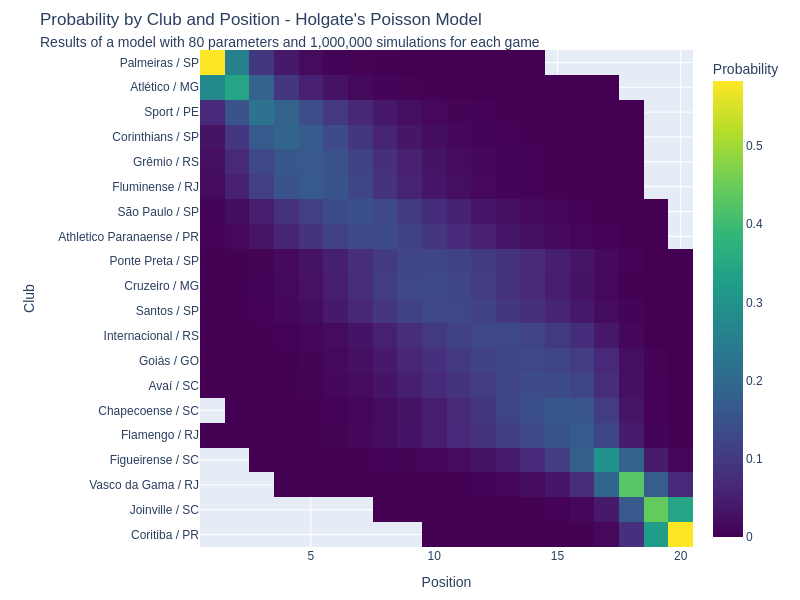 Probability by Club and Position - Holgate's Poisson Model
Results of a model with 80 parameters and 1,000,000 simulations for each game
Probability
Palmeiras / SP
Atlético / MG
Sport / PE
Corinthians / SP
Grêmio / RS
Fluminense / RJ
São Paulo / SP
Athletico Paranaense / PR
Ponte Preta / SP
Cruzeiro / MG
Santos / SP
Internacional / RS
Goiás / GO
Avaí / SC
Chapecoense / SC
Flamengo / RJ
Figueirense / SC
Vasco da Gama / RJ
Joinville / SC
Coritiba / PR
Club
5
10
15
20
Position
0.5
0.4
0.3
0.2
0.1
0